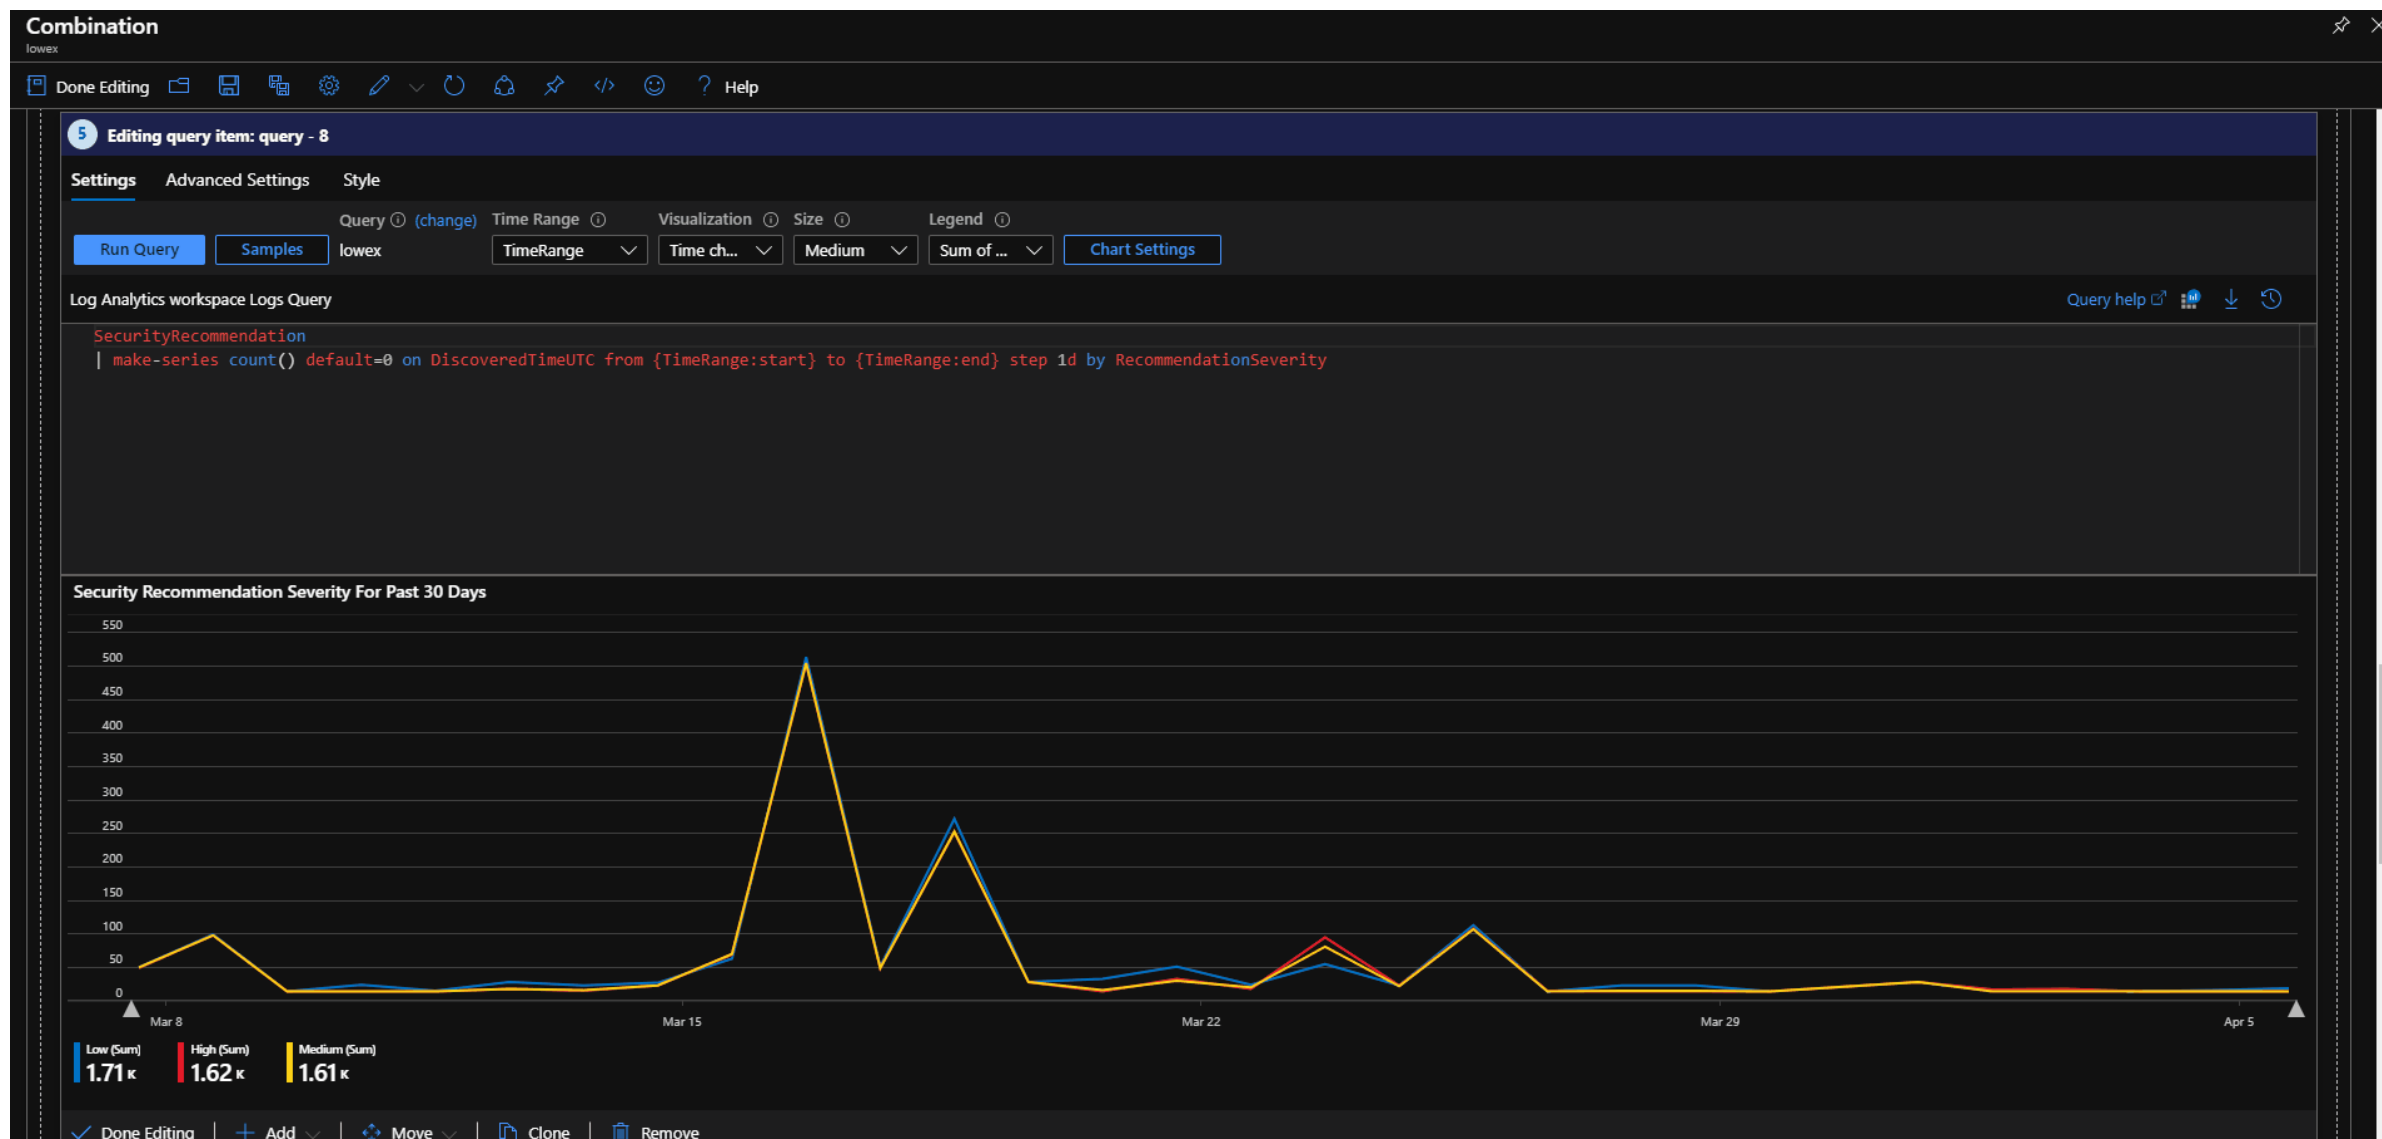 Combination
lowex
Done Editing
Help
5 Editing query item: query - 8
Settings Advanced Settings Style
Query (change) Time Range Visualization Size Legend
Run Query Samples lowex TimeRange Time ch... Medium Sum of ... Chart Settings
Log Analytics workspace Logs Query Query help
SecurityRecommendation
| make-series count() default=0 on DiscoveredTimeUTC from {TimeRange:start} to {TimeRange:end} step 1d by RecommendationSeverity
Security Recommendation Severity For Past 30 Days
550
500
450
400
350
300
250
200
150
100
50
0
Mar 8 Mar 15 Mar 22 Mar 29 Apr 5
Low (Sum) High (Sum) Medium (Sum)
1.71 K 1.62 K 1.61 K
Done Editing Add Move Clone Remove